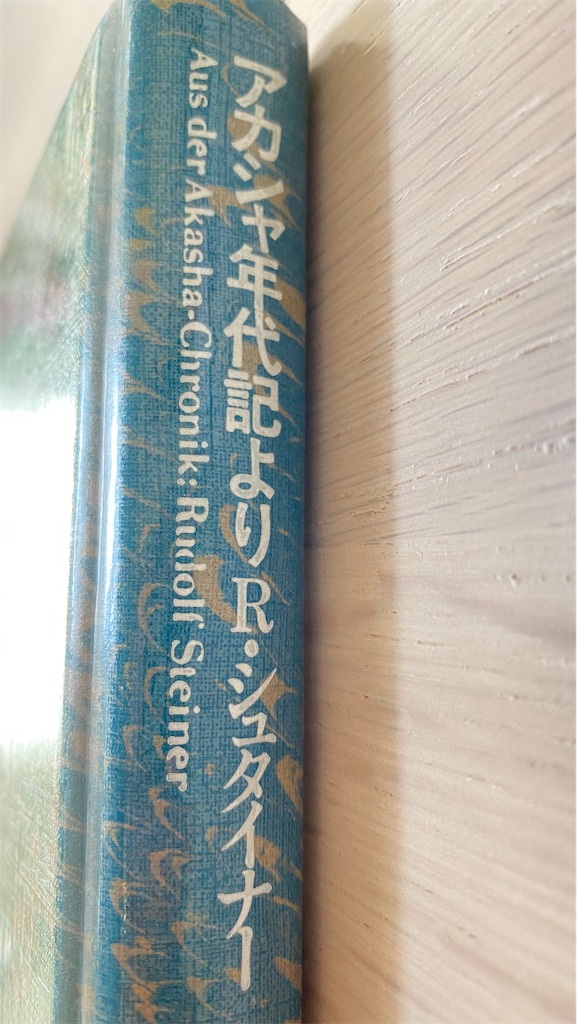 アカシャ年代記より R・シュタイナー
Aus der Akasha-Chronik: Rudolf Steiner